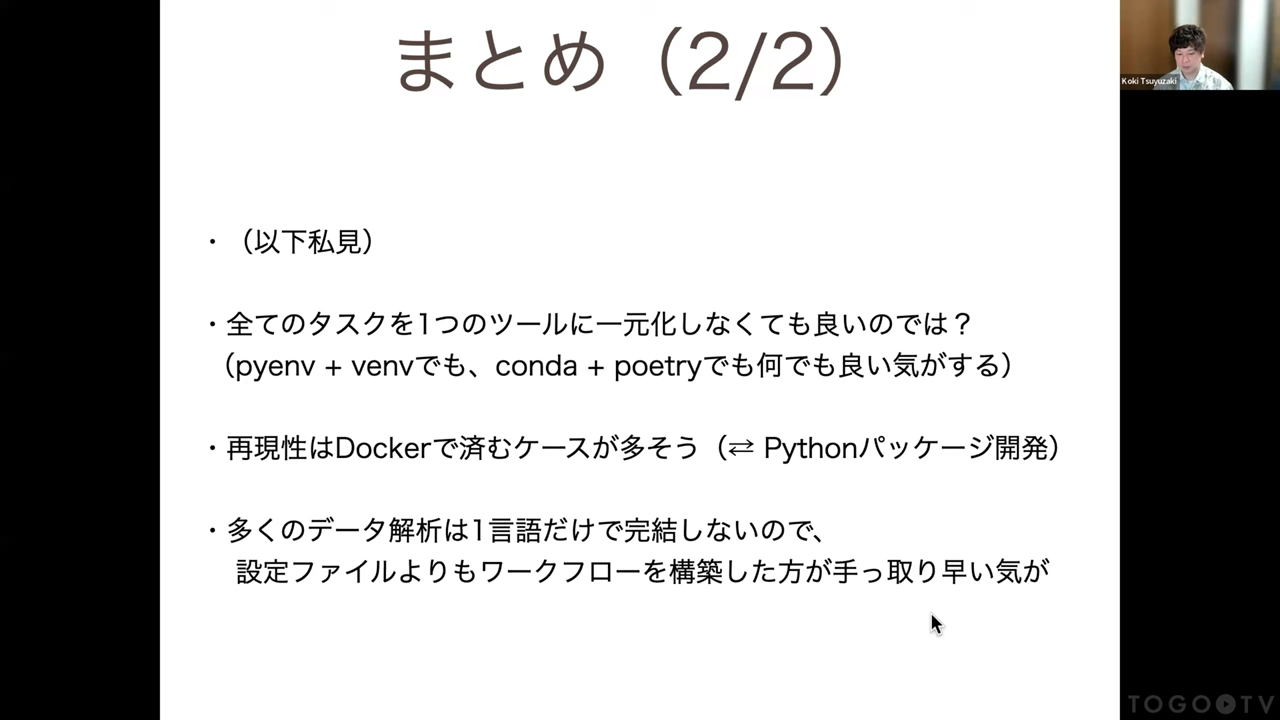 まとめ（2/2）
Koki Tsuyuzaki
・（以下私見）
・全てのタスクを1つのツールに一元化しなくても良いのでは？
（pyenv + venvでも、conda + poetryでも何でも良い気がする）
・再現性はDockerで済むケースが多そう（⇄ Pythonパッケージ開発）
・多くのデータ解析は1言語だけで完結しないので、
設定ファイルよりもワークフローを構築した方が手っ取り早い気が
TOGO TV